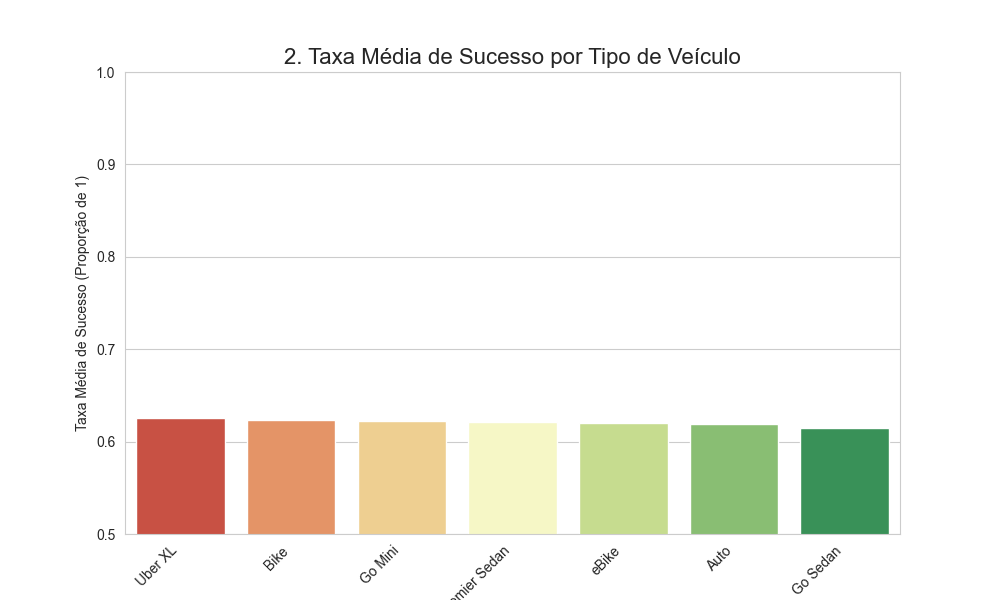 2. Taxa Média de Sucesso por Tipo de Veículo
Taxa Média de Sucesso (Proporção de 1)
1.0
0.9
0.8
0.7
0.6
0.5
Uber XL
Bike
Go Mini
emier Sedan
eBike
Auto
Go Sedan